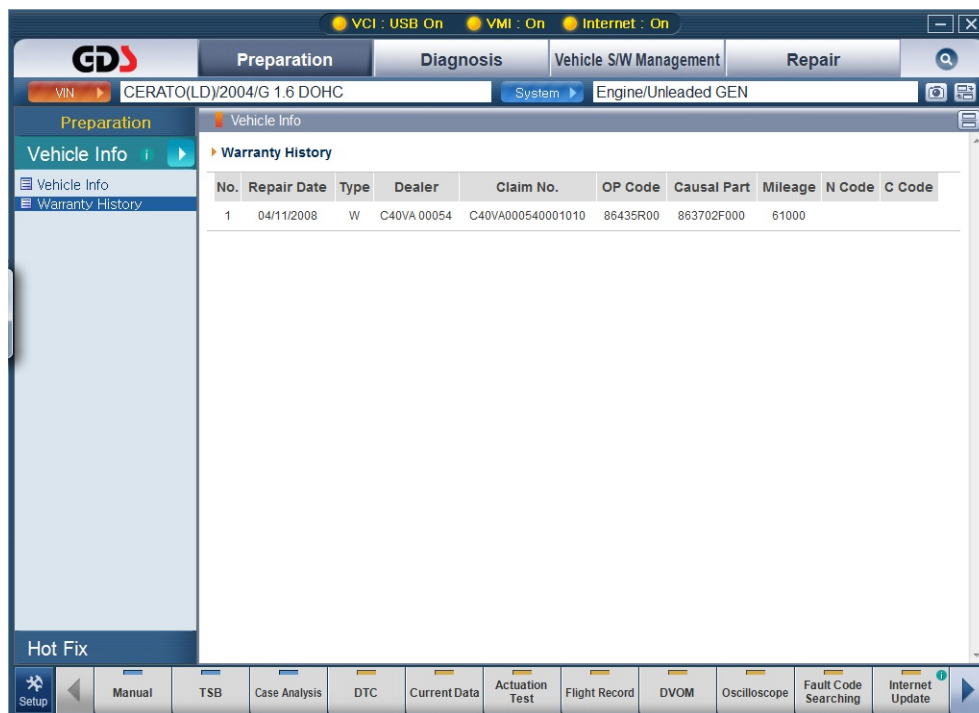 VCI : USB On VMI : On Internet : On
GDS Preparation Diagnosis Vehicle S/W Management Repair
VIN CERATO(LD)/2004/G 1.6 DOHC System Engine/Unleaded GEN
Preparation
Vehicle Info
Vehicle Info i
Warranty History
Vehicle Info
Warranty History
No. Repair Date Type Dealer Claim No. OP Code Causal Part Mileage N Code C Code
1 04/11/2008 W C40VA 00054 C40VA000540001010 86435R00 863702F000 61000
Hot Fix
Setup Manual TSB Case Analysis DTC Current Data Actuation Test Flight Record DVOM Oscilloscope Fault Code Searching Internet Update i